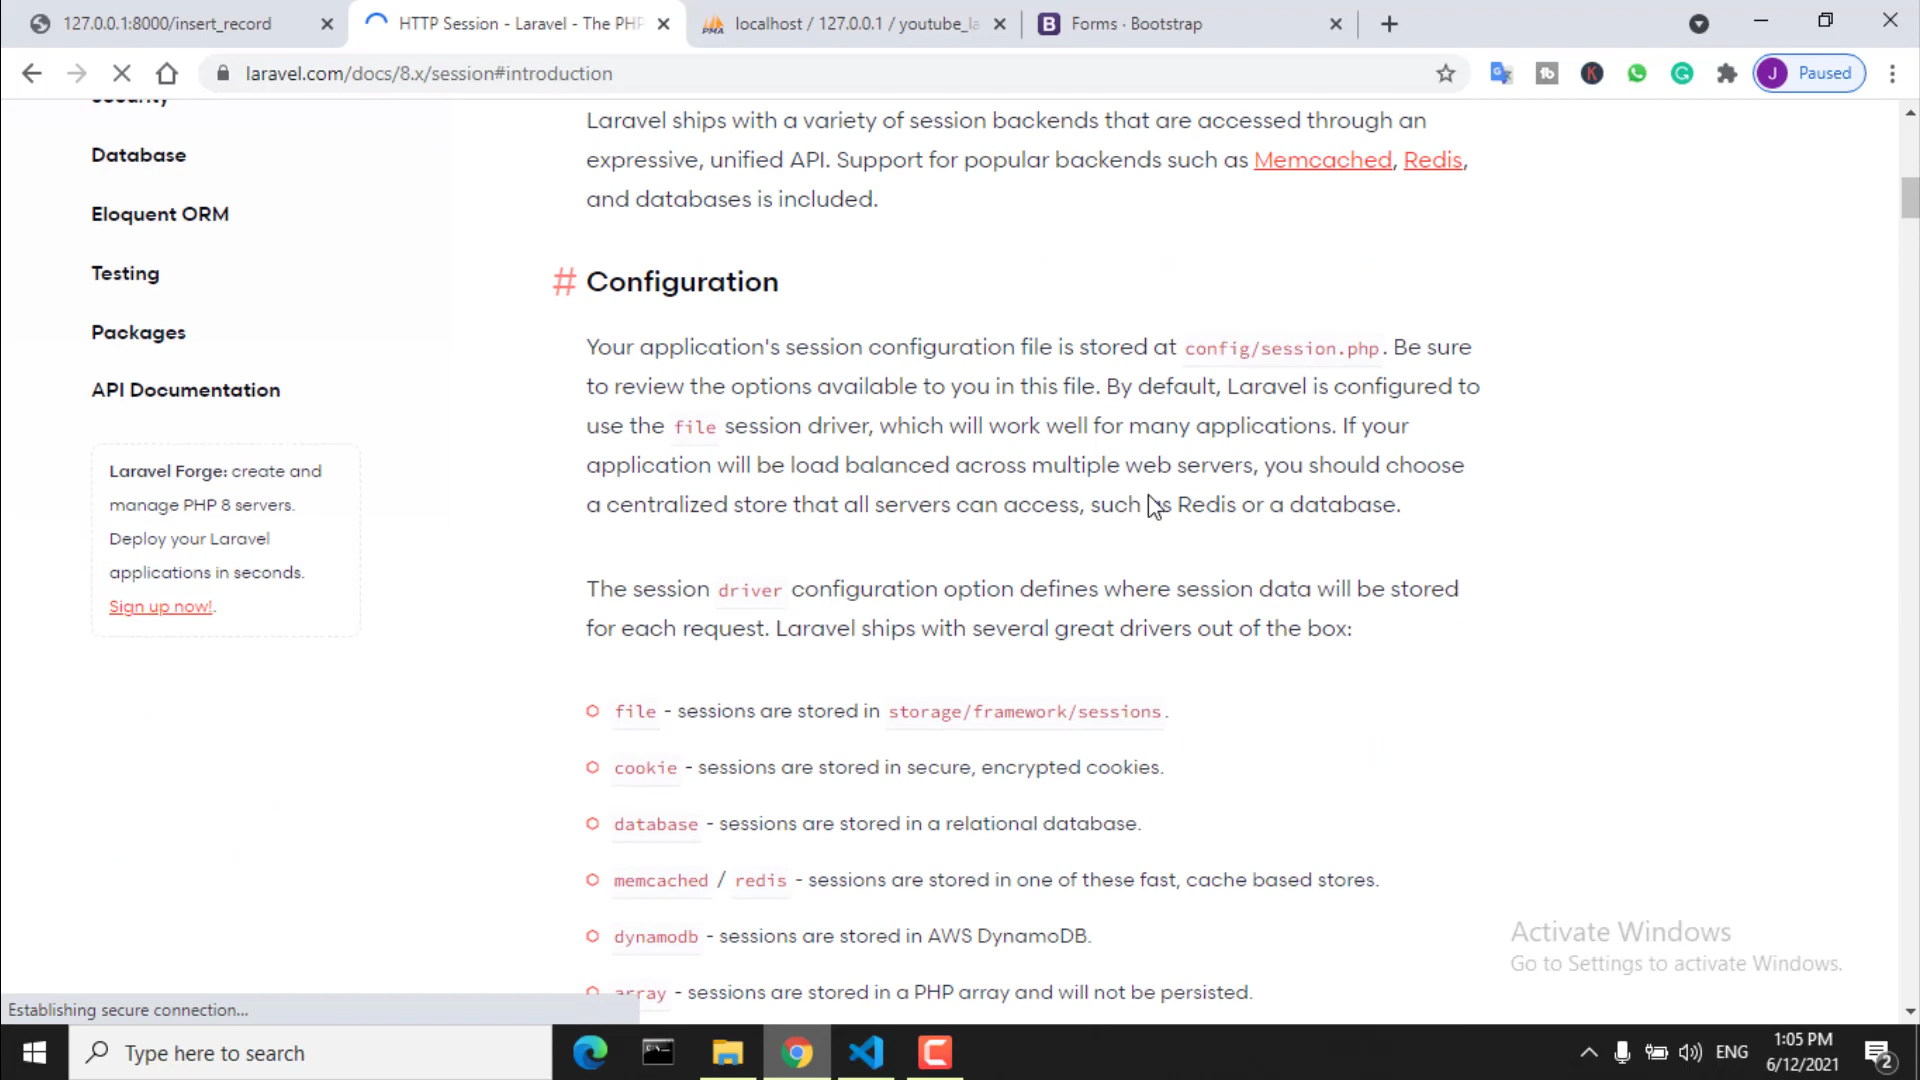 127.0.0.1:8000/insert_record
HTTP Session - Laravel - The PHP
localhost / 127.0.0.1 / youtube_la
Forms · Bootstrap
laravel.com/docs/8.x/session#introduction
J Paused
Security
Database
Eloquent ORM
Testing
Packages
API Documentation
Laravel Forge: create and
manage PHP 8 servers.
Deploy your Laravel
applications in seconds.
Sign up now!.
Laravel ships with a variety of session backends that are accessed through an
expressive, unified API. Support for popular backends such as Memcached, Redis,
and databases is included.
# Configuration
Your application's session configuration file is stored at config/session.php. Be sure
to review the options available to you in this file. By default, Laravel is configured to
use the file session driver, which will work well for many applications. If your
application will be load balanced across multiple web servers, you should choose
a centralized store that all servers can access, such as Redis or a database.
The session driver configuration option defines where session data will be stored
for each request. Laravel ships with several great drivers out of the box:
file - sessions are stored in storage/framework/sessions.
cookie - sessions are stored in secure, encrypted cookies.
database - sessions are stored in a relational database.
memcached / redis - sessions are stored in one of these fast, cache based stores.
dynamodb - sessions are stored in AWS DynamoDB.
array - sessions are stored in a PHP array and will not be persisted.
Activate Windows
Go to Settings to activate Windows.
Establishing secure connection...
Type here to search
ENG
1:05 PM
6/12/2021
2